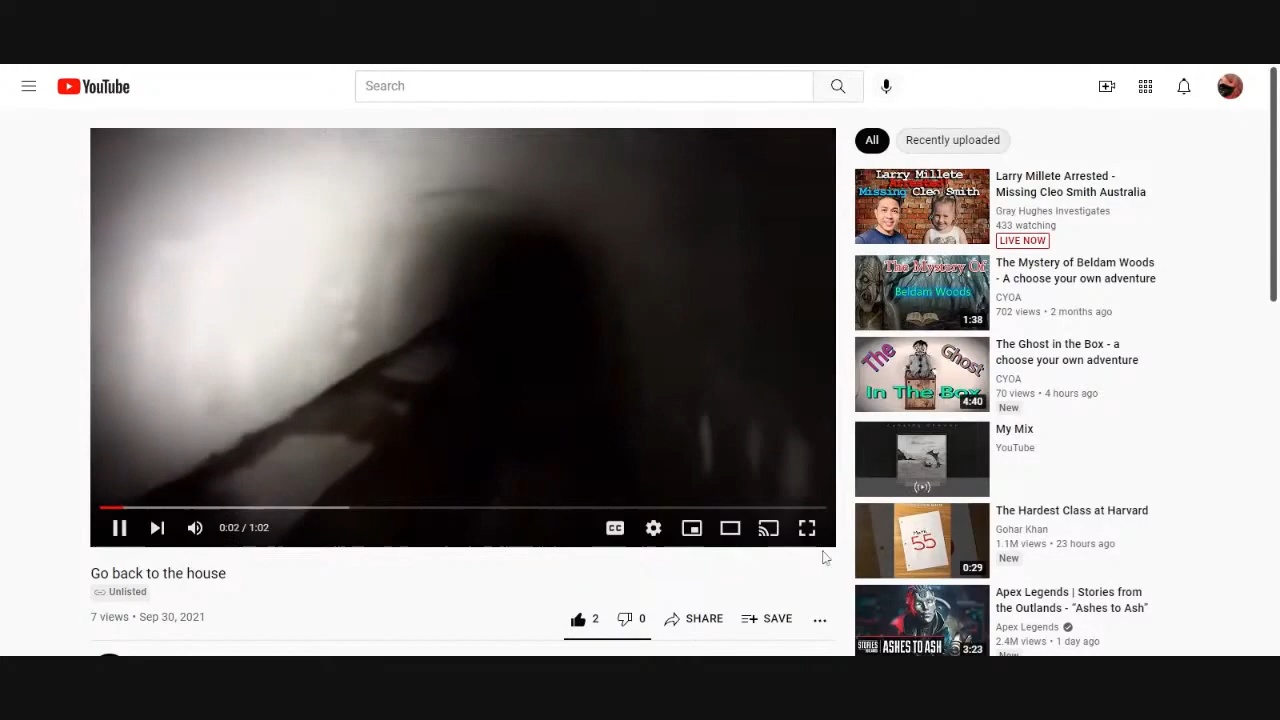 YouTube
Search
All
Recently uploaded
Larry Millete
Arrested
Missing Cleo Smith
Larry Millete Arrested -
Missing Cleo Smith Australia
Gray Hughes Investigates
433 watching
LIVE NOW
The Mystery Of
Beldam Woods
1:38
The Mystery of Beldam Woods
- A choose your own adventure
CYOA
702 views • 2 months ago
The Ghost
In The Box
4:40
The Ghost in the Box - a
choose your own adventure
CYOA
70 views • 4 hours ago
New
My Mix
YouTube
55
0:29
The Hardest Class at Harvard
Gohar Khan
1.1M views • 23 hours ago
New
STORIES
ASHES TO ASH
3:23
Apex Legends | Stories from
the Outlands - “Ashes to Ash”
Apex Legends
2.4M views • 1 day ago
New
0:02 / 1:02
CC
Go back to the house
Unlisted
7 views • Sep 30, 2021
2
0
SHARE
SAVE